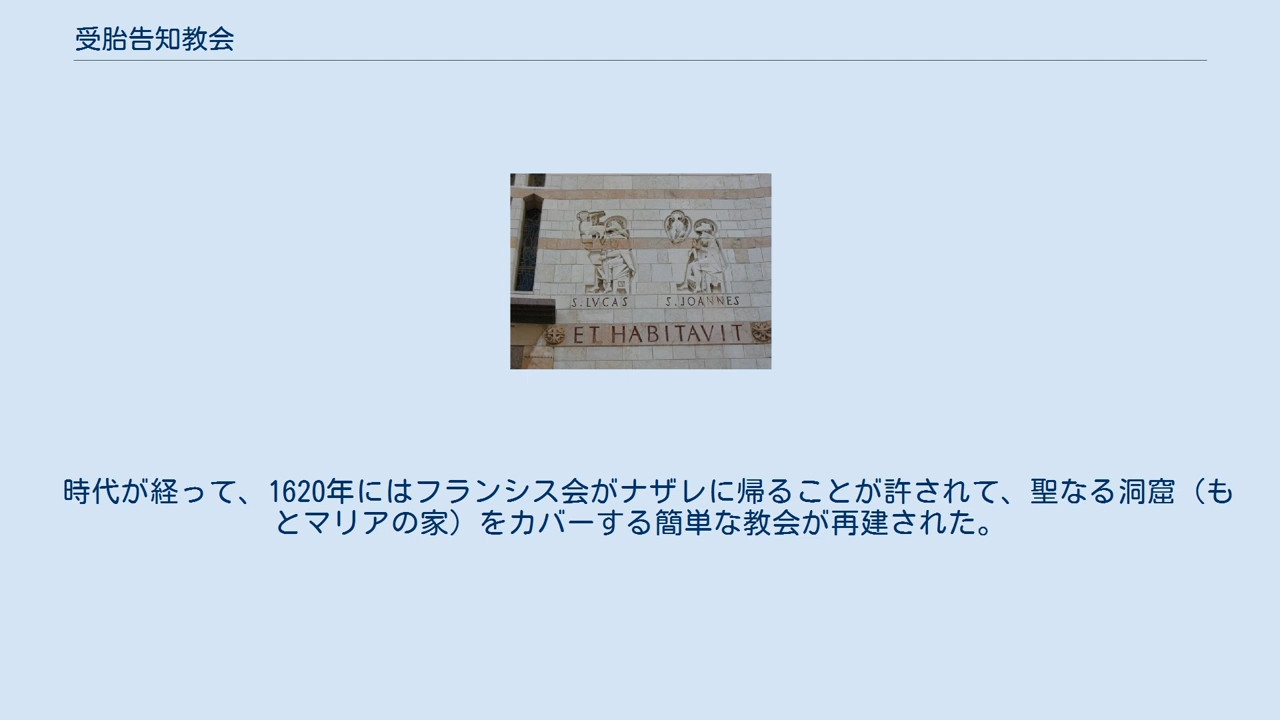 受胎告知教会
S.LVCAS S.JOANNES
ET HABITAVIT
時代が経って、1620年にはフランシス会がナザレに帰ることが許されて、聖なる洞窟（も
とマリアの家）をカバーする簡単な教会が再建された。